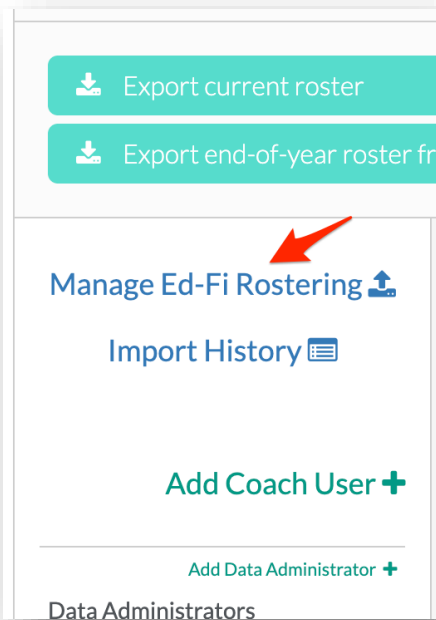 Export current roster
Export end-of-year roster
Manage Ed-Fi Rostering
Import History
Add Coach User
Add Data Administrator
Data Administrators